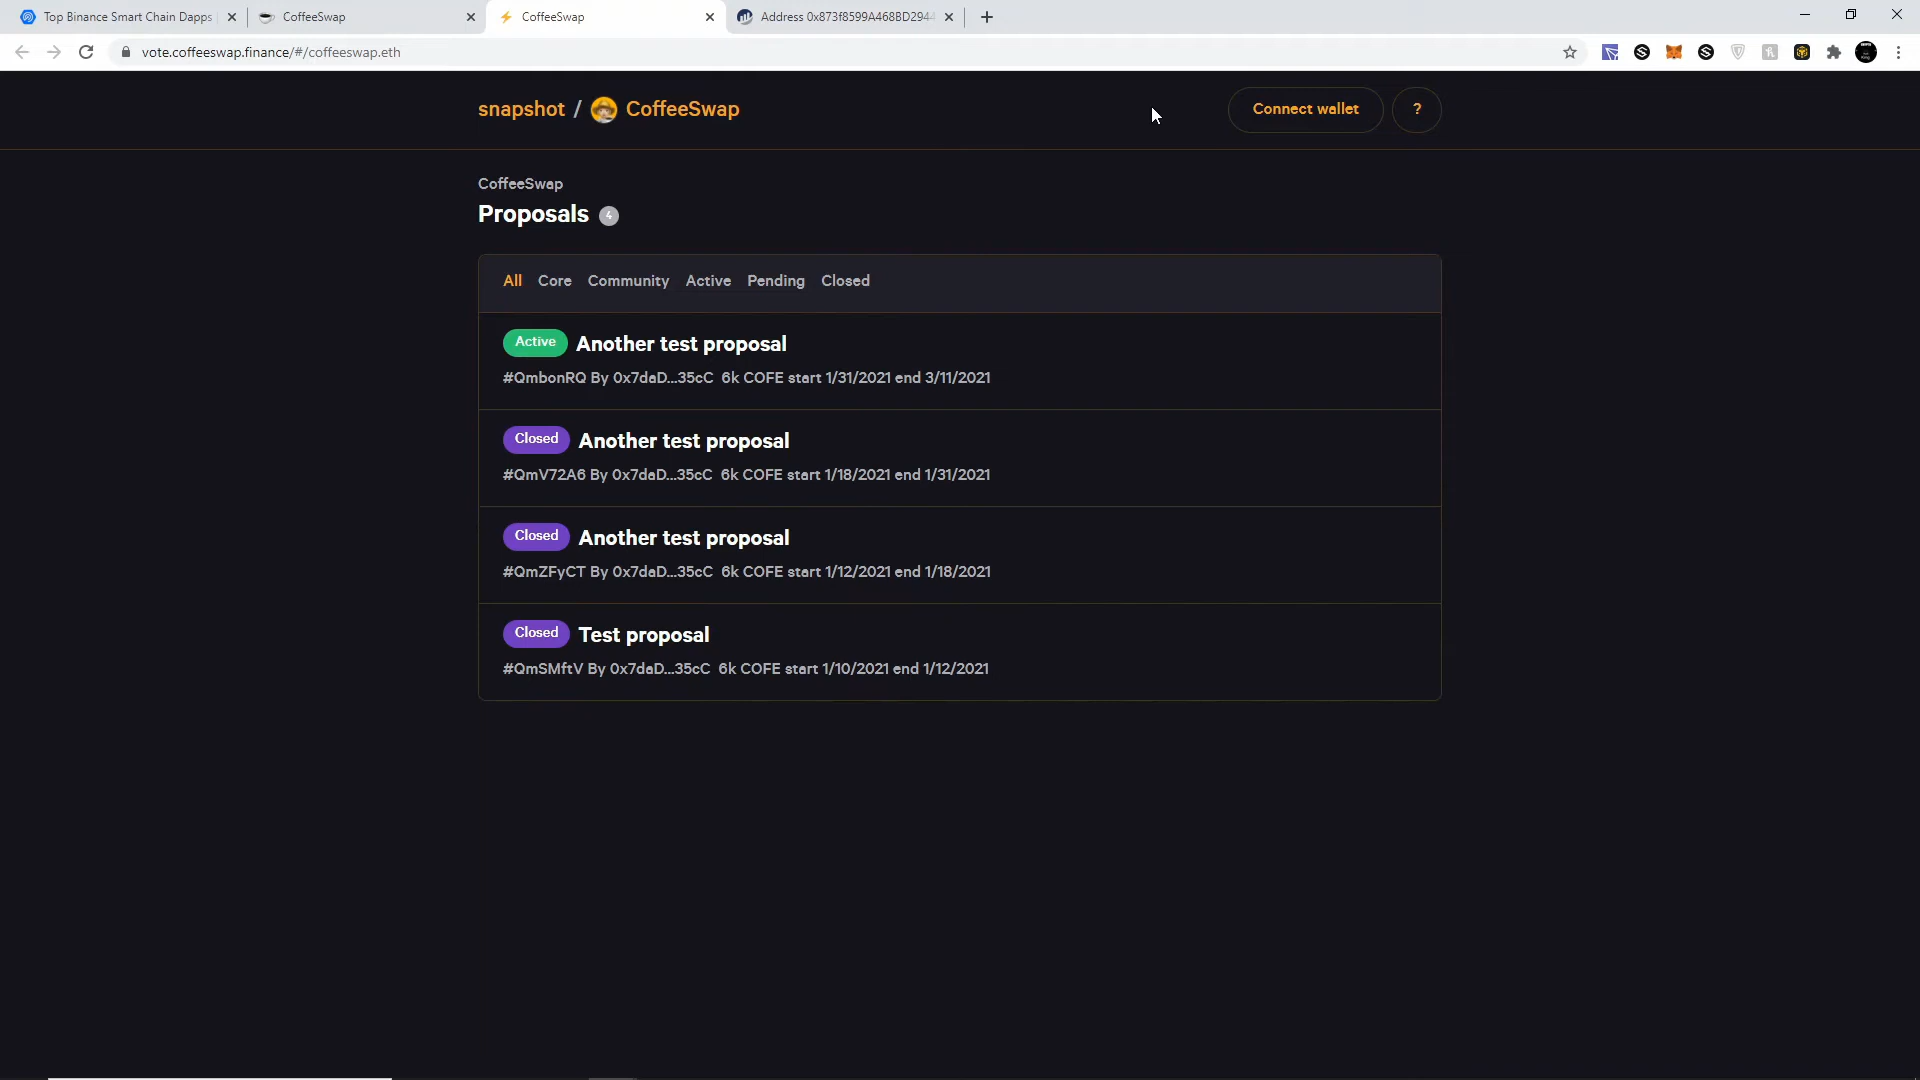 Top Binance Smart Chain Dapps
CoffeeSwap
CoffeeSwap
Address 0x873f8599A468BD294
vote.coffeeswap.finance/#/coffeeswap.eth
snapshot / CoffeeSwap
Connect wallet
?
CoffeeSwap
Proposals 4
All Core Community Active Pending Closed
Active Another test proposal
#QmbonRQ By 0x7daD...35cC 6k COFE start 1/31/2021 end 3/11/2021
Closed Another test proposal
#QmV72A6 By 0x7daD...35cC 6k COFE start 1/18/2021 end 1/31/2021
Closed Another test proposal
#QmZFyCT By 0x7daD...35cC 6k COFE start 1/12/2021 end 1/18/2021
Closed Test proposal
#QmSMftV By 0x7daD...35cC 6k COFE start 1/10/2021 end 1/12/2021